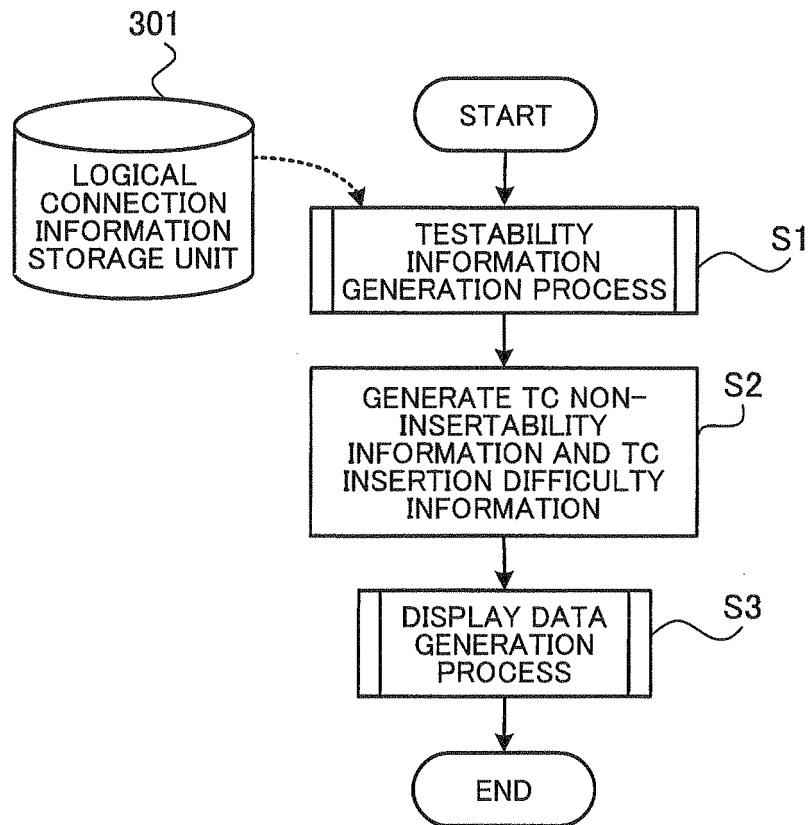 301
LOGICAL
CONNECTION
INFORMATION
STORAGE UNIT
START
TESTABILITY
INFORMATION
GENERATION PROCESS
S1
GENERATE TC NON-
INSERTABILITY
INFORMATION AND TC
INSERTION DIFFICULTY
INFORMATION
S2
DISPLAY DATA
GENERATION
PROCESS
S3
END